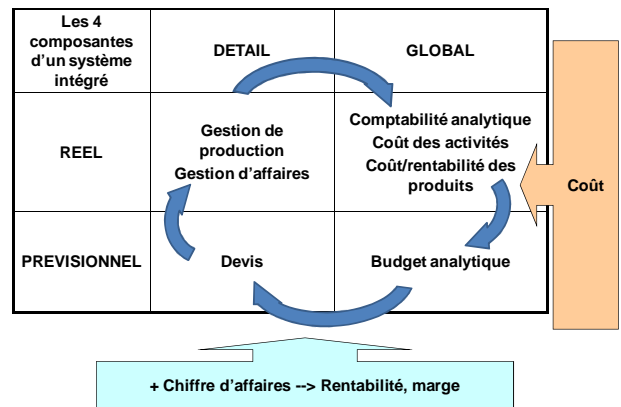 Les 4
composantes
d'un système
intégré
DETAIL
GLOBAL
REEL
Gestion de
production
Gestion d'affaires
Comptabilité analytique
Coût des activités
Coût/rentabilité des
produits
Coût
PREVISIONNEL
Devis
Budget analytique
+ Chiffre d'affaires --> Rentabilité, marge